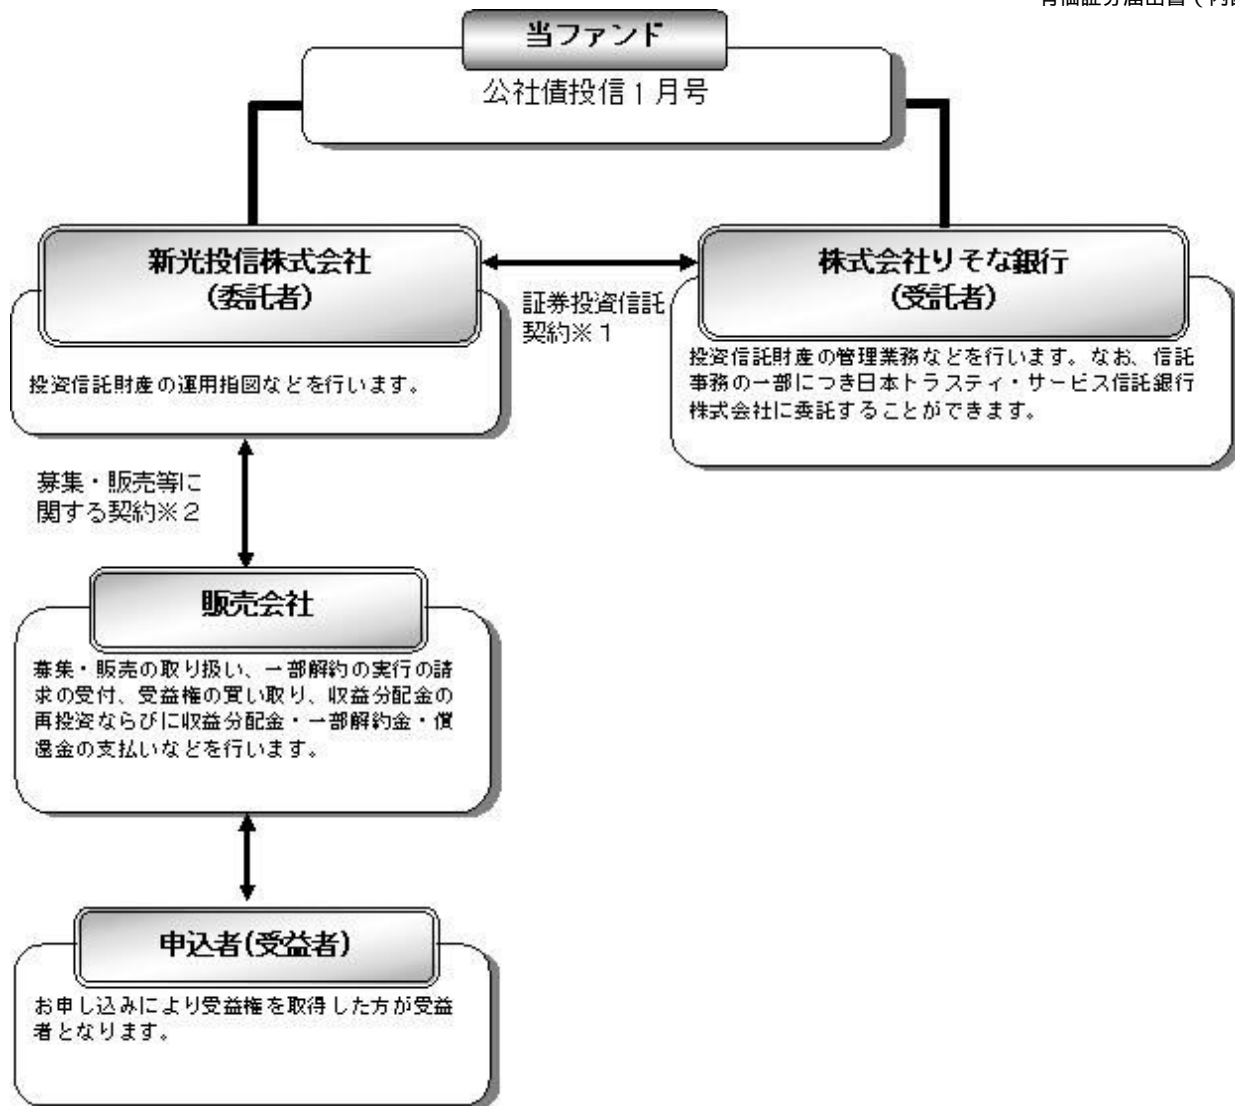 当ファンド
公社債投信１月号
新光投信株式会社
(委託者)
投資信託財産の運用指図などを行います。
証券投資信託
契約※１
株式会社りそな銀行
(受託者)
投資信託財産の管理業務などを行います。なお、信託
事務の一部につき日本トラスティ・サービス信託銀行
株式会社に委託することができます。
募集・販売等に
関する契約※２
販売会社
募集・販売の取り扱い、一部解約の実行の請
求の受付、受益権の買い取り、収益分配金の
再投資ならびに収益分配金・一部解約金・償
還金の支払いなどを行います。
申込者(受益者)
お申し込みにより受益権を取得した方が受益
者となります。